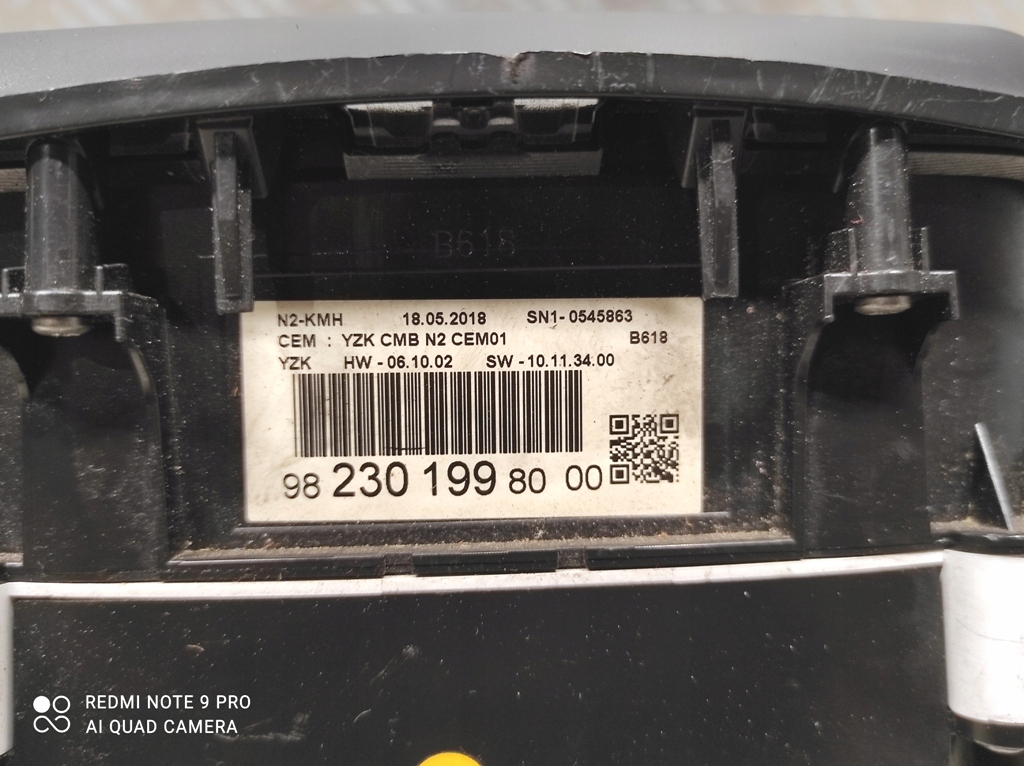 B618
N2-KMH 18.05.2018 SN1- 0545863
CEM : YZK CMB N2 CEM01 B618
YZK HW - 06.10.02 SW - 10.11.34.00
98 230 199 80 00
REDMI NOTE 9 PRO
AI QUAD CAMERA